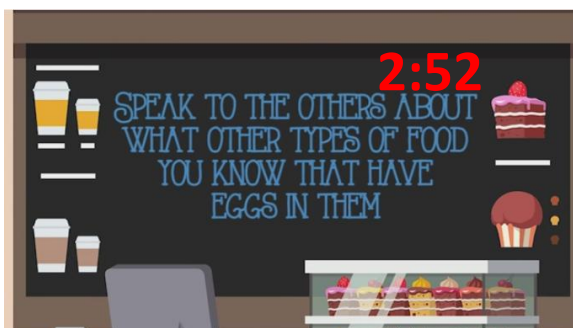 2:52
SPEAK TO THE OTHERS ABOUT
WHAT OTHER TYPES OF FOOD
YOU KNOW THAT HAVE
EGGS IN THEM